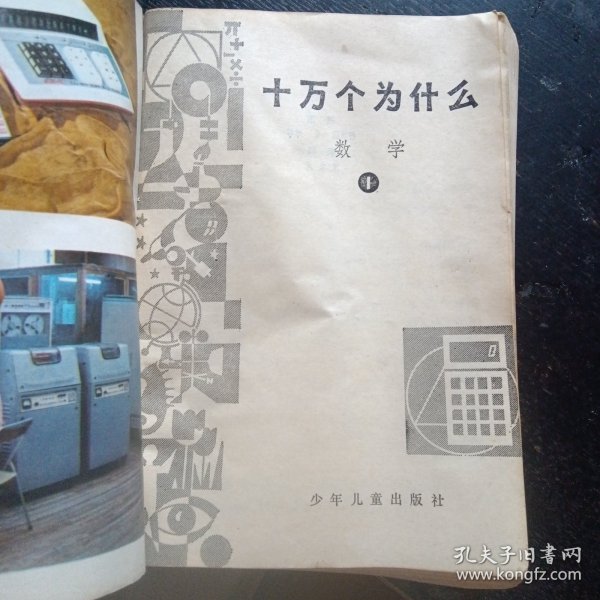 π+-×÷
十万个为什么
数 学
1
少年儿童出版社
孔夫子旧书网
www.kongfz.com